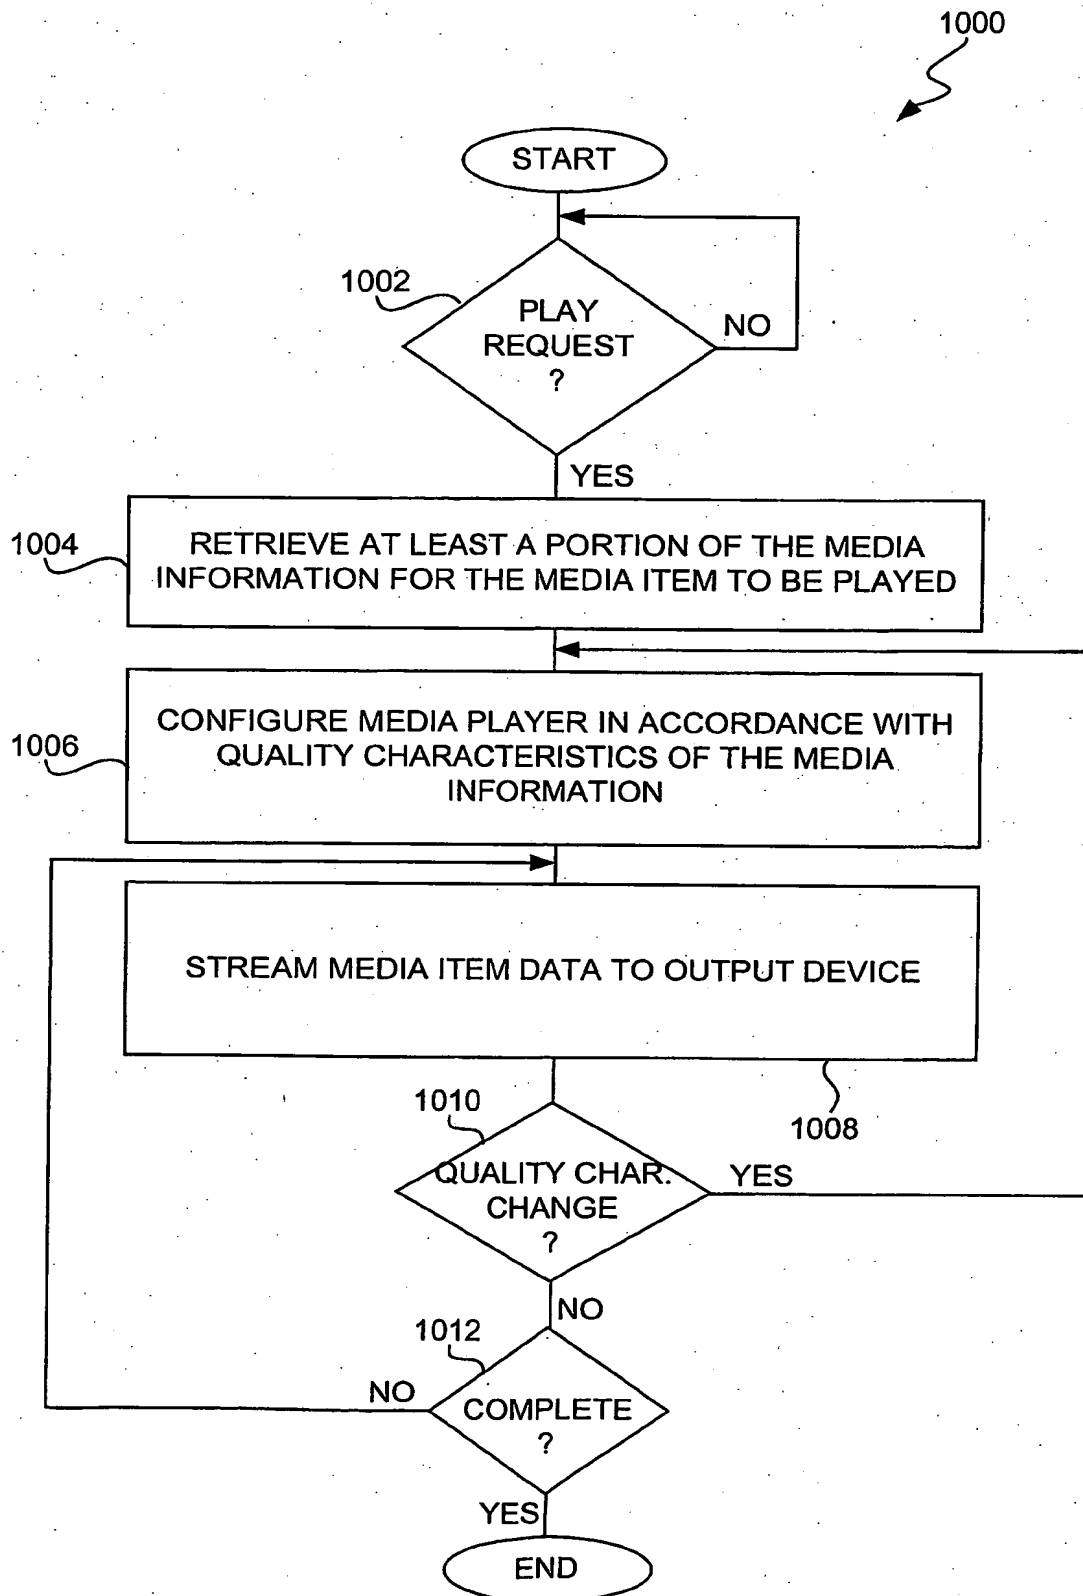 1000
START
1002
PLAY
REQUEST
?
NO
YES
1004
RETRIEVE AT LEAST A PORTION OF THE MEDIA
INFORMATION FOR THE MEDIA ITEM TO BE PLAYED
1006
CONFIGURE MEDIA PLAYER IN ACCORDANCE WITH
QUALITY CHARACTERISTICS OF THE MEDIA
INFORMATION
STREAM MEDIA ITEM DATA TO OUTPUT DEVICE
1008
1010
QUALITY CHAR.
CHANGE
?
YES
NO
1012
COMPLETE
?
NO
YES
END